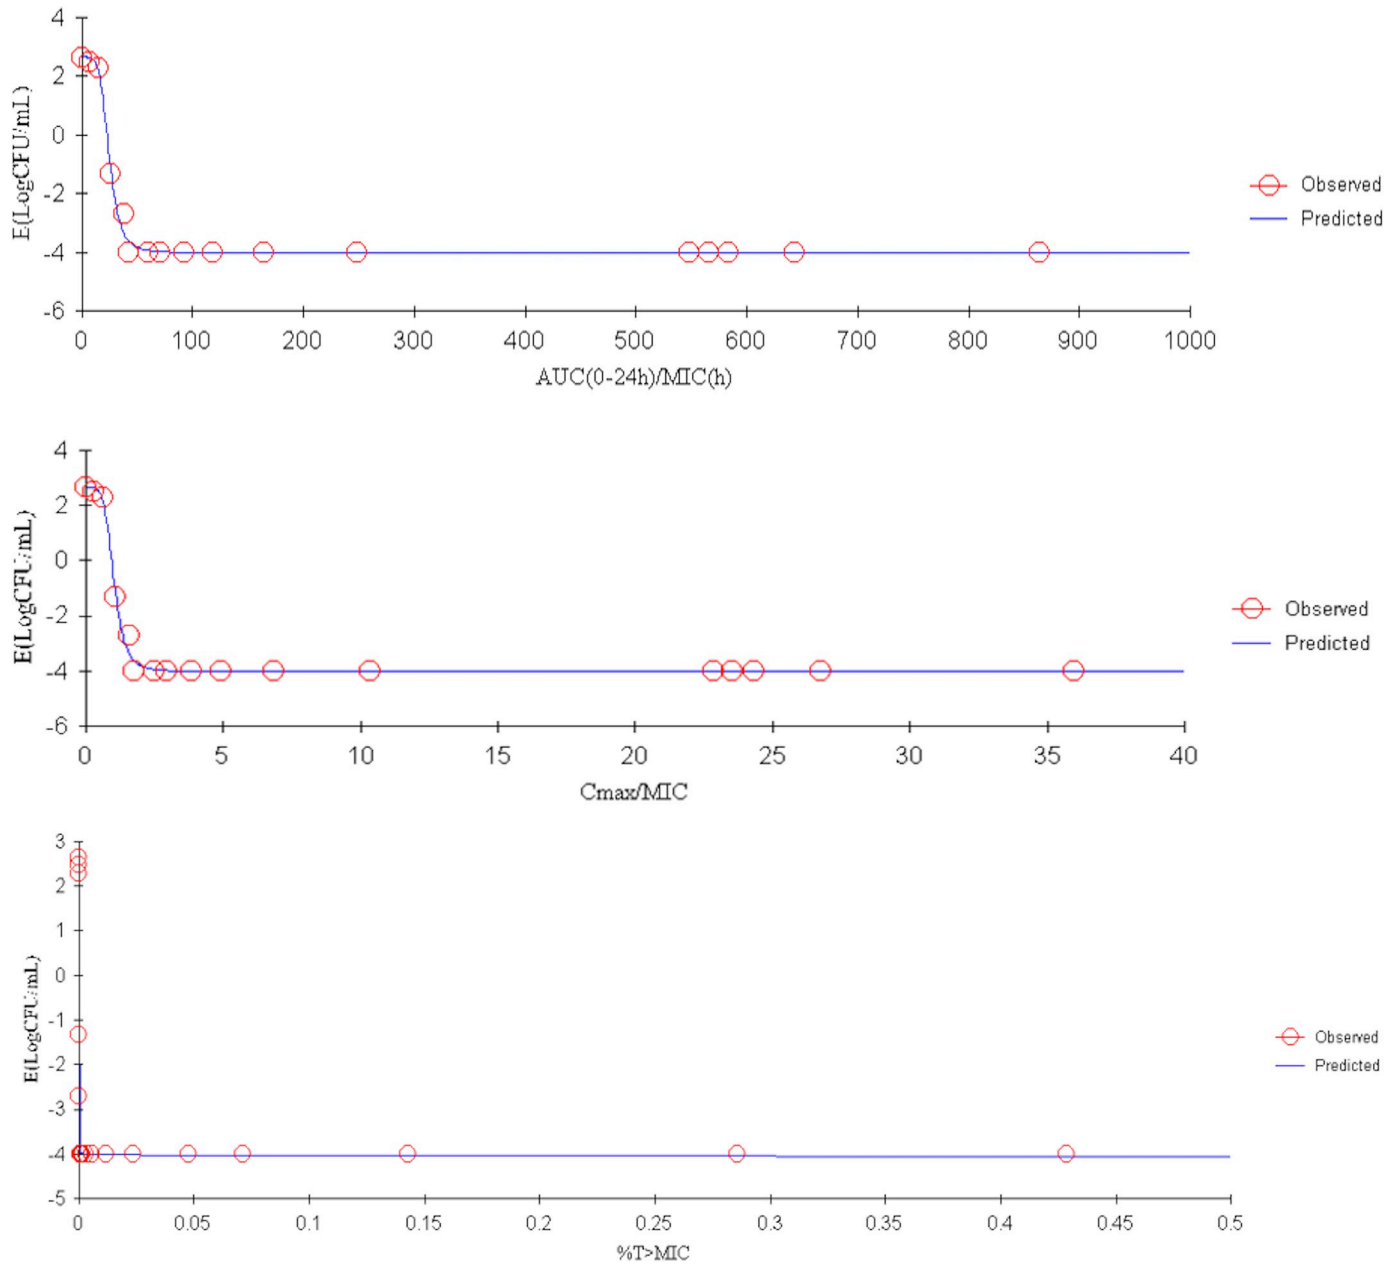 4
2
0
-2
-4
-6
E(LogCFU/mL)
0 100 200 300 400 500 600 700 800 900 1000
AUC(0-24h)/MIC(h)
Observed
Predicted
4
2
0
-2
-4
-6
E(LogCFU/mL)
0 5 10 15 20 25 30 35 40
Cmax/MIC
Observed
Predicted
3
2
1
0
-1
-2
-3
-4
-5
E(LogCFU/mL)
0 0.05 0.1 0.15 0.2 0.25 0.3 0.35 0.4 0.45 0.5
%T>MIC
Observed
Predicted